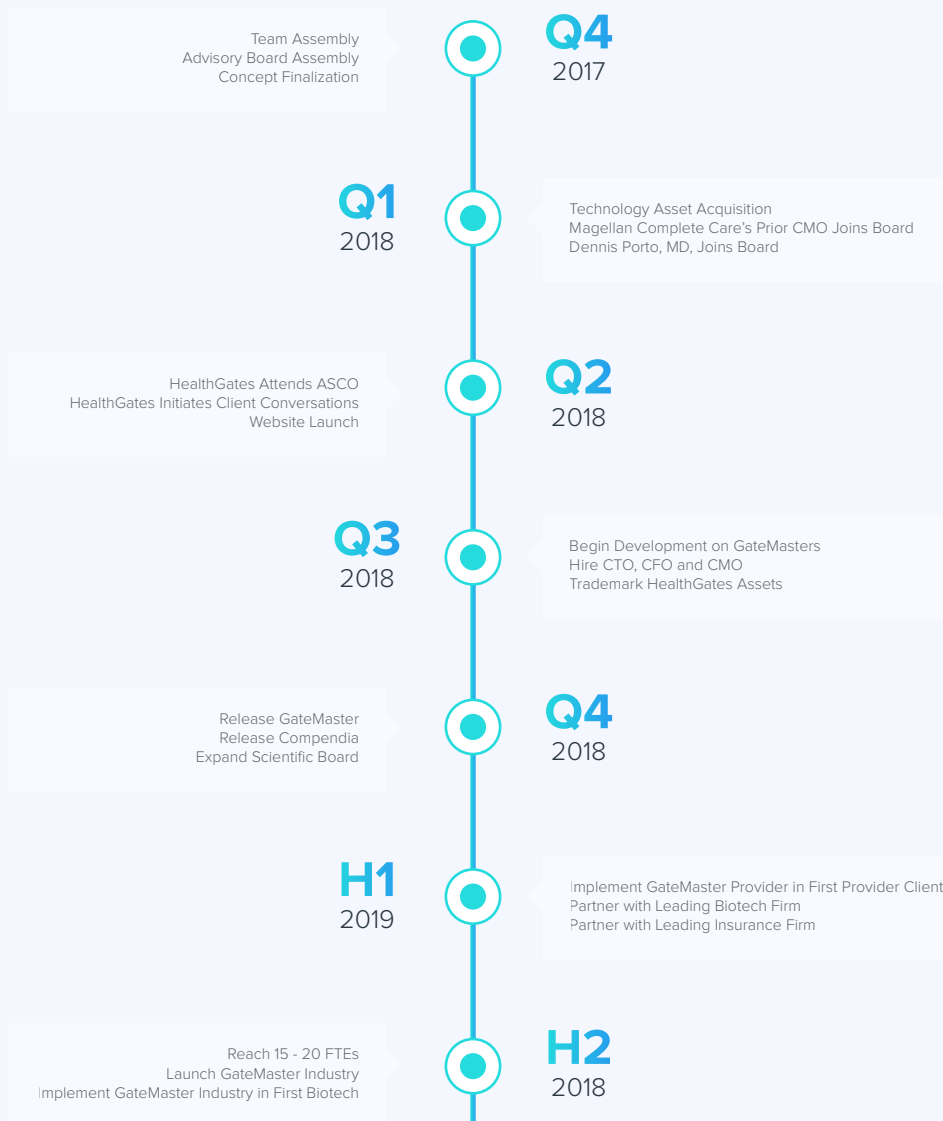 Team Assembly
Advisory Board Assembly
Concept Finalization
Q4
2017
Q1
2018
Technology Asset Acquisition
Magellan Complete Care's Prior CMO Joins Board
Dennis Porto, MD, Joins Board
HealthGates Attends ASCO
HealthGates Initiates Client Conversations
Website Launch
Q2
2018
Q3
2018
Begin Development on GateMasters
Hire CTO, CFO and CMO
Trademark HealthGates Assets
Release GateMaster
Release Compendia
Expand Scientific Board
Q4
2018
H1
2019
Implement GateMaster Provider in First Provider Client
Partner with Leading Biotech Firm
Partner with Leading Insurance Firm
Reach 15 - 20 FTEs
Launch GateMaster Industry
Implement GateMaster Industry in First Biotech
H2
2018